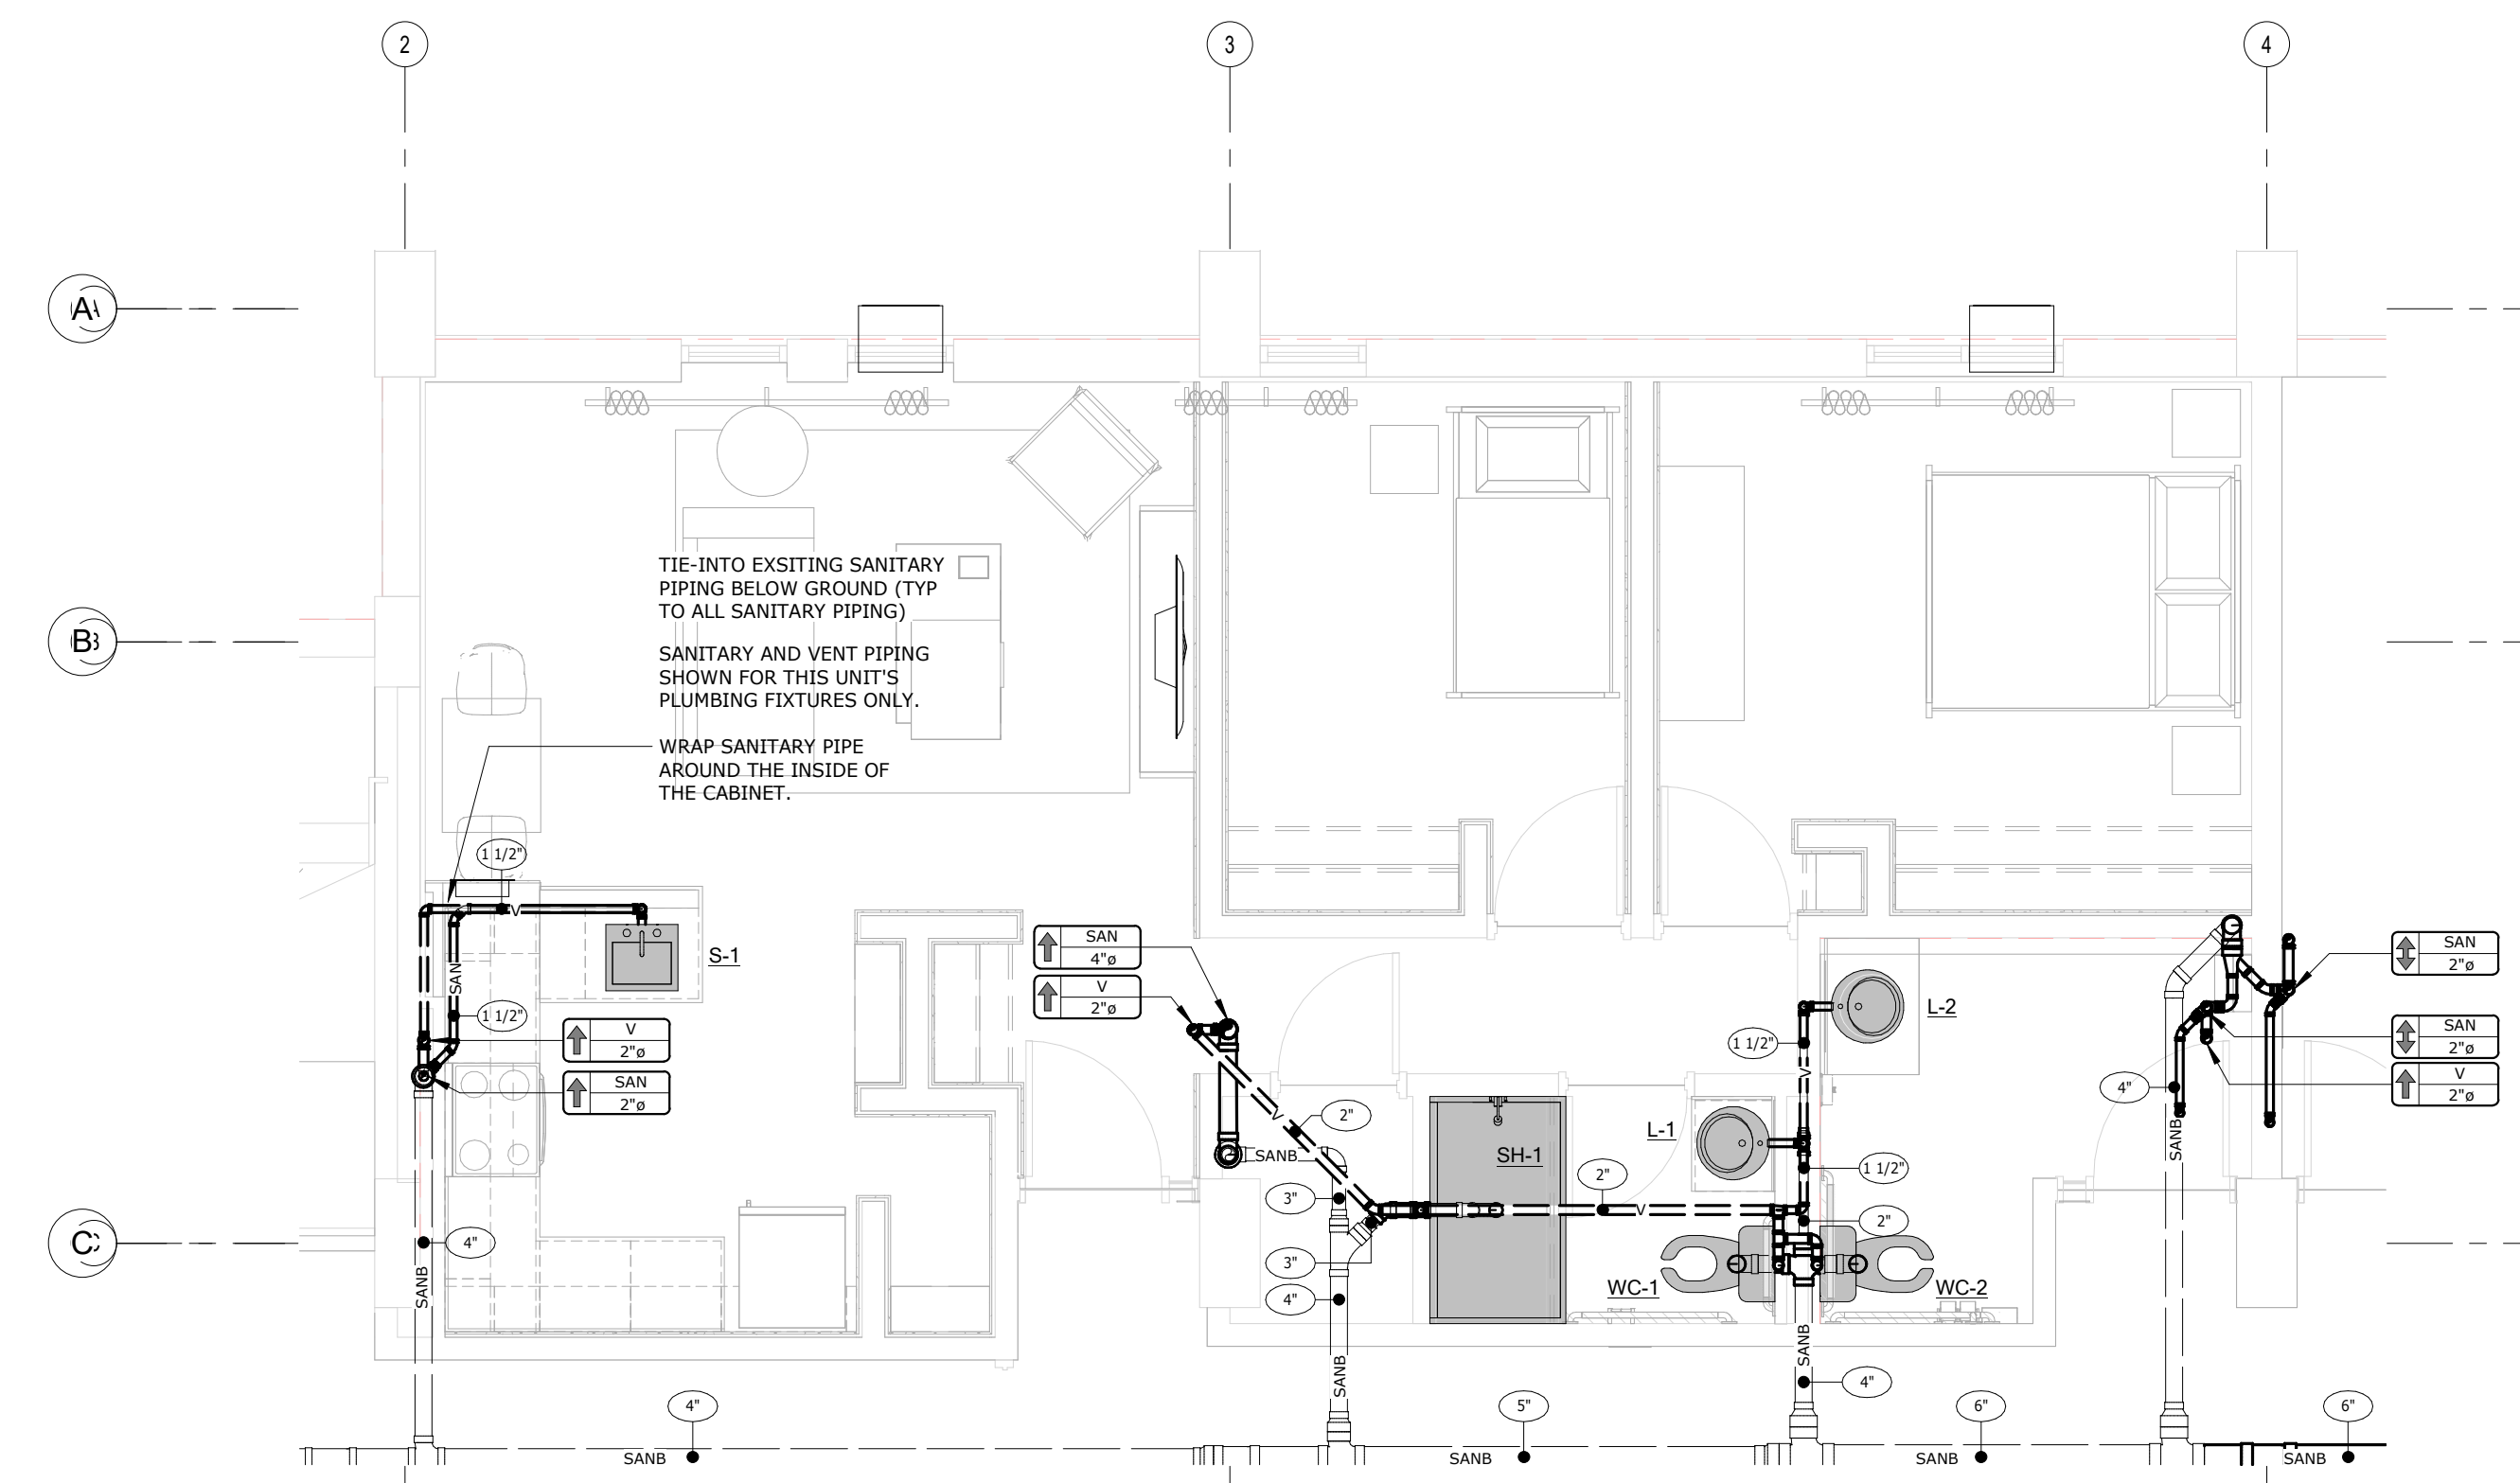 2
3
4
A
B
C
TIE-INTO EXSITING SANITARY
PIPING BELOW GROUND (TYP
TO ALL SANITARY PIPING)
SANITARY AND VENT PIPING
SHOWN FOR THIS UNIT'S
PLUMBING FIXTURES ONLY.
WRAP SANITARY PIPE
AROUND THE INSIDE OF
THE CABINET.
1 1/2"
V
SAN
1 1/2"
S-1
V
2"ø
SAN
2"ø
4"
SANB
SAN
4"ø
V
2"ø
V
2"
SANB
3"
3"
4"
SANB
SH-1
2"
V
L-1
L-2
1 1/2"
V
1 1/2"
2"
WC-1
WC-2
SANB
4"
SAN
2"ø
SAN
2"ø
V
2"ø
4"
SANB
4"
SANB
5"
SANB
6"
SANB
6"
SANB